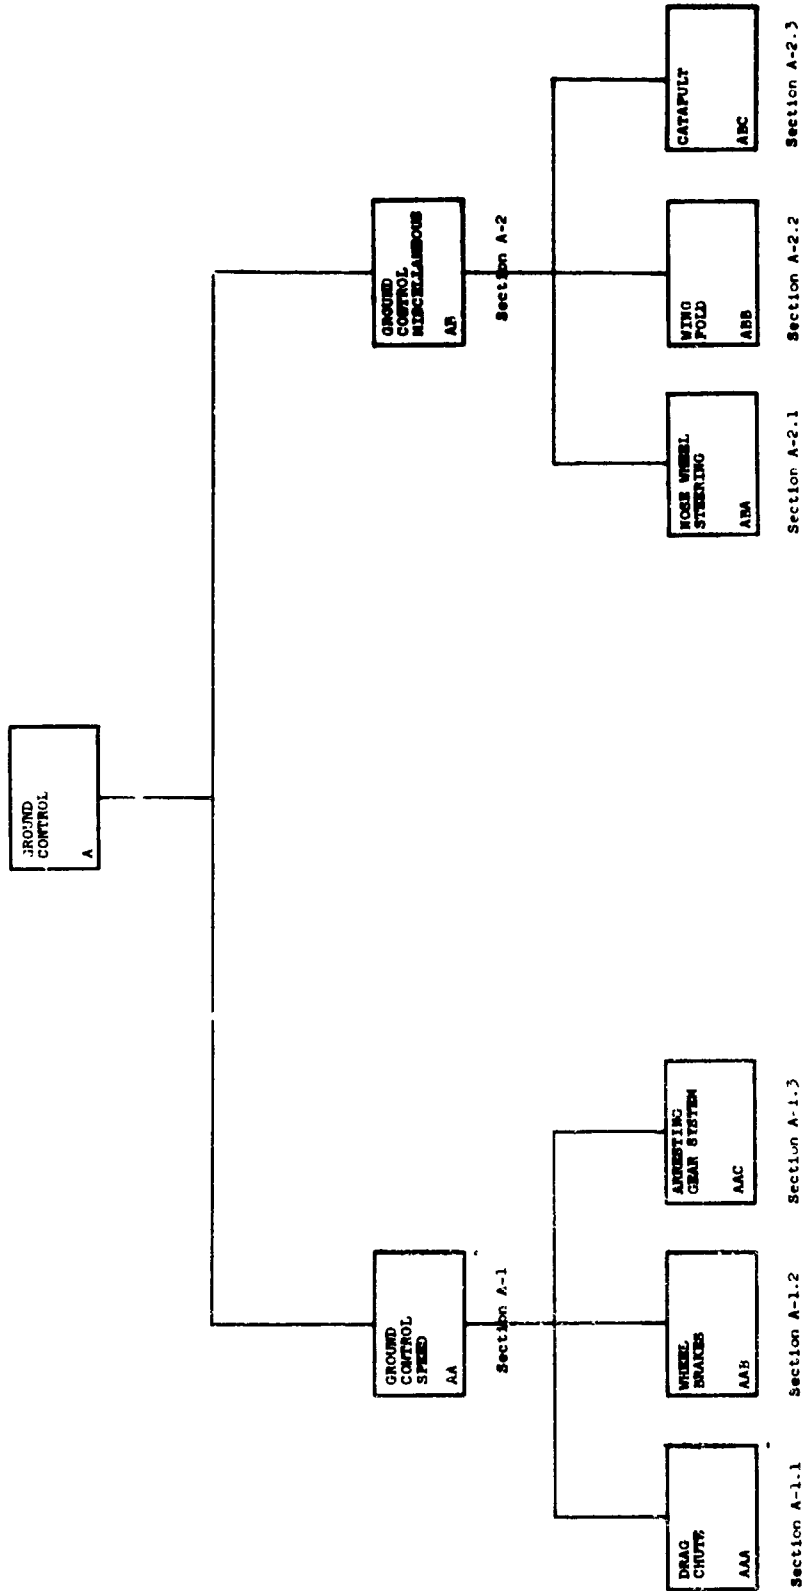 GROUND
CONTROL
A
GROUND
CONTROL
SPEED
AA
Section A-1
GROUND
CONTROL
MISCELLANEOUS
AB
Section A-2
DRAG
CHUTE
AAA
Section A-1.1
WHEEL
BRAKES
AAB
Section A-1.2
ARRESTING
GEAR SYSTEM
AAC
Section A-1.3
NOSE WHEEL
STEERING
ABA
Section A-2.1
WING
FOLD
ABB
Section A-2.2
CATAPULT
ABC
Section A-2.3